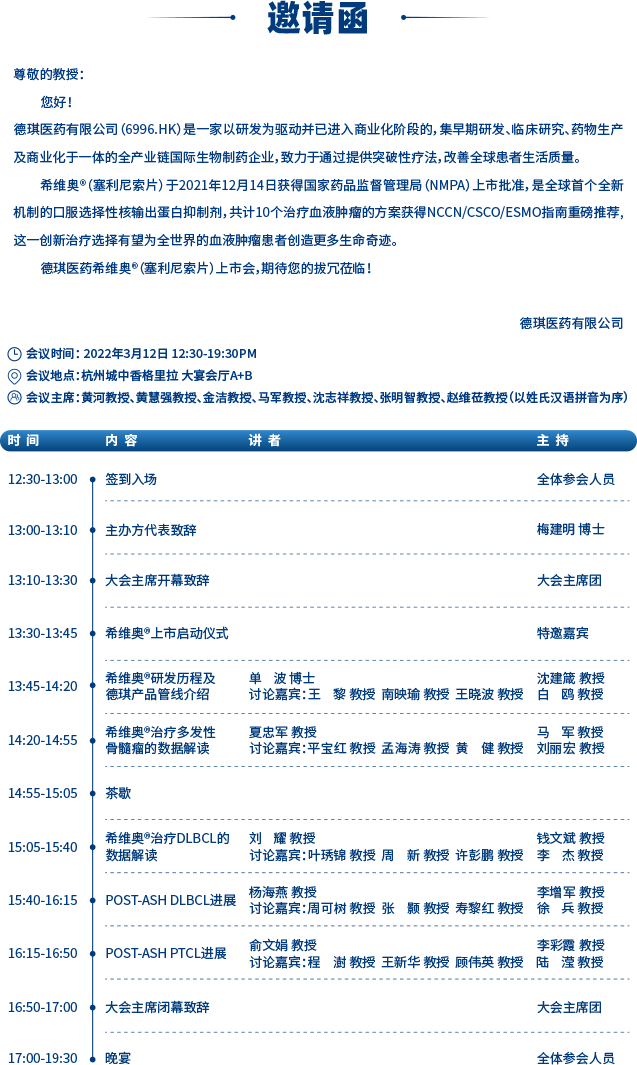 邀请函
尊敬的教授：
您好！
德琪医药有限公司（6996.HK）是一家以研发为驱动并已进入商业化阶段的，集早期研发、临床研究、药物生产
及商业化于一体的全产业链国际生物制药企业，致力于通过提供突破性疗法，改善全球患者生活质量。
希维奥®（塞利尼索片）于2021年12月14日获得国家药品监督管理局（NMPA）上市批准，是全球首个全新
机制的口服选择性核输出蛋白抑制剂，共计10个治疗血液肿瘤的方案获得NCCN/CSCO/ESMO指南重磅推荐，
这一创新治疗选择有望为全世界的血液肿瘤患者创造更多生命奇迹。
德琪医药希维奥®（塞利尼索片）上市会，期待您的拔冗莅临！
德琪医药有限公司
会议时间：2022年3月12日 12:30-19:30PM
会议地点：杭州城中香格里拉 大宴会厅A+B
会议主席：黄河教授、黄慧强教授、金洁教授、马军教授、沈志祥教授、张明智教授、赵维莅教授（以姓氏汉语拼音为序）
时 间 内 容 讲 者 主 持
12:30-13:00 签到入场 全体参会人员
13:00-13:10 主办方代表致辞 梅建明 博士
13:10-13:30 大会主席开幕致辞 大会主席团
13:30-13:45 希维奥®上市启动仪式 特邀嘉宾
13:45-14:20 希维奥®研发历程及 单 波 博士 沈建箴 教授
德琪产品管线介绍 讨论嘉宾：王 黎 教授 南映瑜 教授 王晓波 教授 白 鸥 教授
14:20-14:55 希维奥®治疗多发性 夏忠军 教授 马 军 教授
骨髓瘤的数据解读 讨论嘉宾：平宝红 教授 孟海涛 教授 黄 健 教授 刘丽宏 教授
14:55-15:05 茶歇
15:05-15:40 希维奥®治疗DLBCL的 刘 耀 教授 钱文斌 教授
数据解读 讨论嘉宾：叶琇锦 教授 周 新 教授 许彭鹏 教授 李 杰 教授
15:40-16:15 POST-ASH DLBCL进展 杨海燕 教授 李增军 教授
讨论嘉宾：周可树 教授 张 颢 教授 寿黎红 教授 徐 兵 教授
16:15-16:50 POST-ASH PTCL进展 俞文娟 教授 李彩霞 教授
讨论嘉宾：程 澍 教授 王新华 教授 顾伟英 教授 陆 滢 教授
16:50-17:00 大会主席闭幕致辞 大会主席团
17:00-19:30 晚宴 全体参会人员